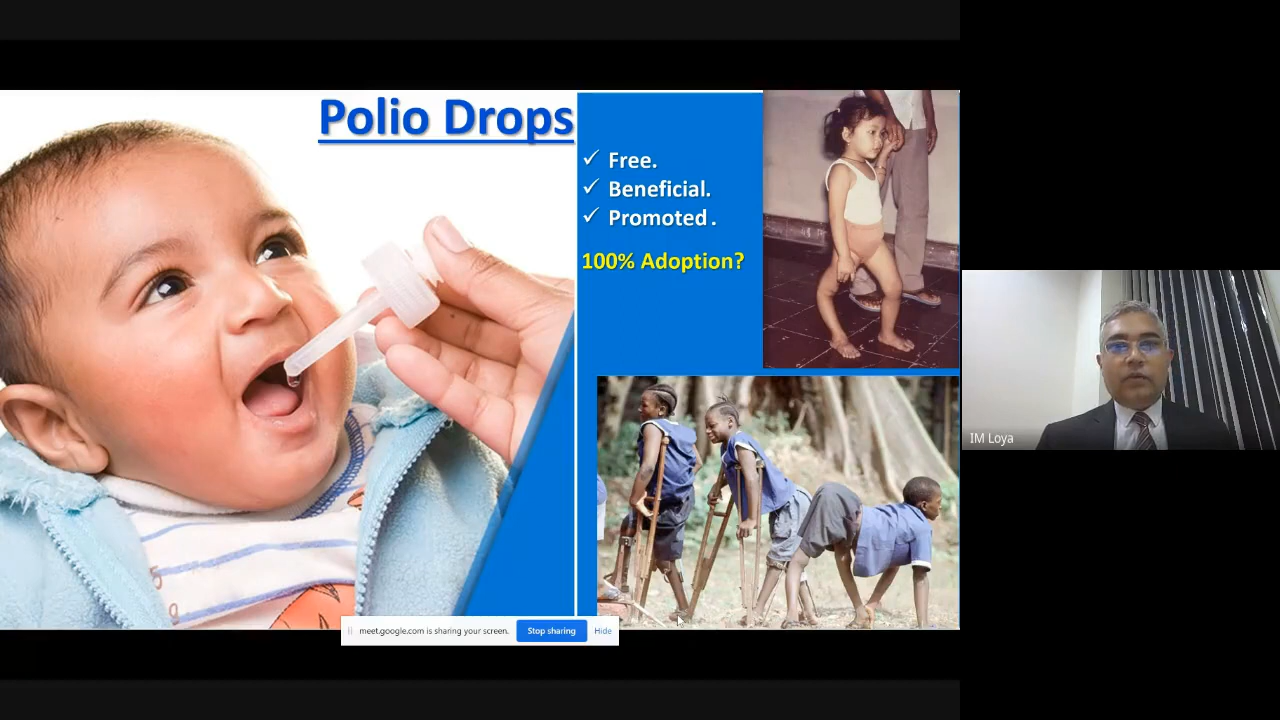 Polio Drops
✓ Free.
✓ Beneficial.
✓ Promoted.
100% Adoption?
IM Loya
meet.google.com is sharing your screen. Stop sharing Hide